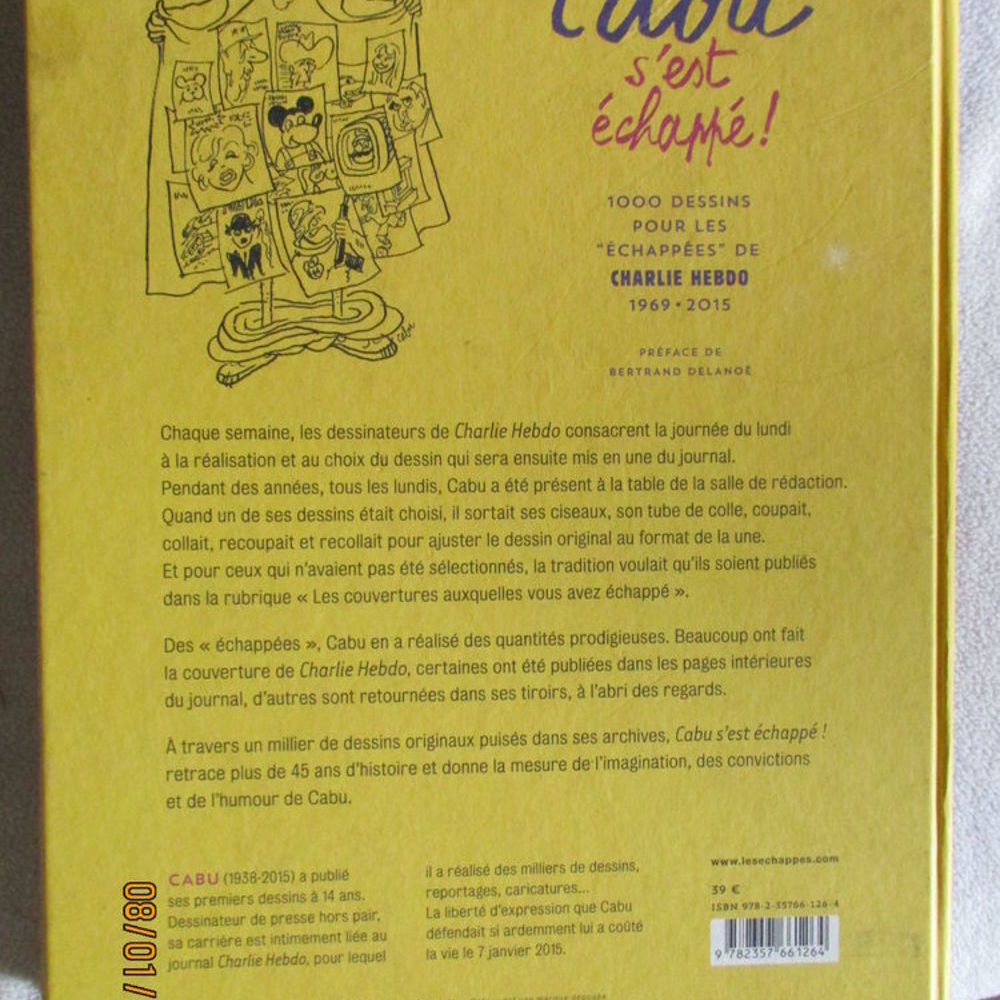 Cabu
s'est
échappé !
1000 DESSINS
POUR LES
"ÉCHAPPÉES" DE
CHARLIE HEBDO
1969 • 2015
PRÉFACE DE
BERTRAND DELANOË
cabu
Chaque semaine, les dessinateurs de Charlie Hebdo consacrent la journée du lundi
à la réalisation et au choix du dessin qui sera ensuite mis en une du journal.
Pendant des années, tous les lundis, Cabu a été présent à la table de la salle de rédaction.
Quand un de ses dessins était choisi, il sortait ses ciseaux, son tube de colle, coupait,
collait, recoupait et recollait pour ajuster le dessin original au format de la une.
Et pour ceux qui n'avaient pas été sélectionnés, la tradition voulait qu'ils soient publiés
dans la rubrique « Les couvertures auxquelles vous avez échappé ».
Des « échappées », Cabu en a réalisé des quantités prodigieuses. Beaucoup ont fait
la couverture de Charlie Hebdo, certaines ont été publiées dans les pages intérieures
du journal, d'autres sont retournées dans ses tiroirs, à l'abri des regards.
À travers un millier de dessins originaux puisés dans ses archives, Cabu s'est échappé !
retrace plus de 45 ans d'histoire et donne la mesure de l'imagination, des convictions
et de l'humour de Cabu.
CABU (1938-2015) a publié
ses premiers dessins à 14 ans.
Dessinateur de presse hors pair,
sa carrière est intimement liée au
journal Charlie Hebdo, pour lequel
il a réalisé des milliers de dessins,
reportages, caricatures...
La liberté d'expression que Cabu
défendait si ardemment lui a coûté
la vie le 7 janvier 2015.
www.lesechappes.com
39 €
ISBN 978-2-35766-126-4
9 782357 661264
08/01/